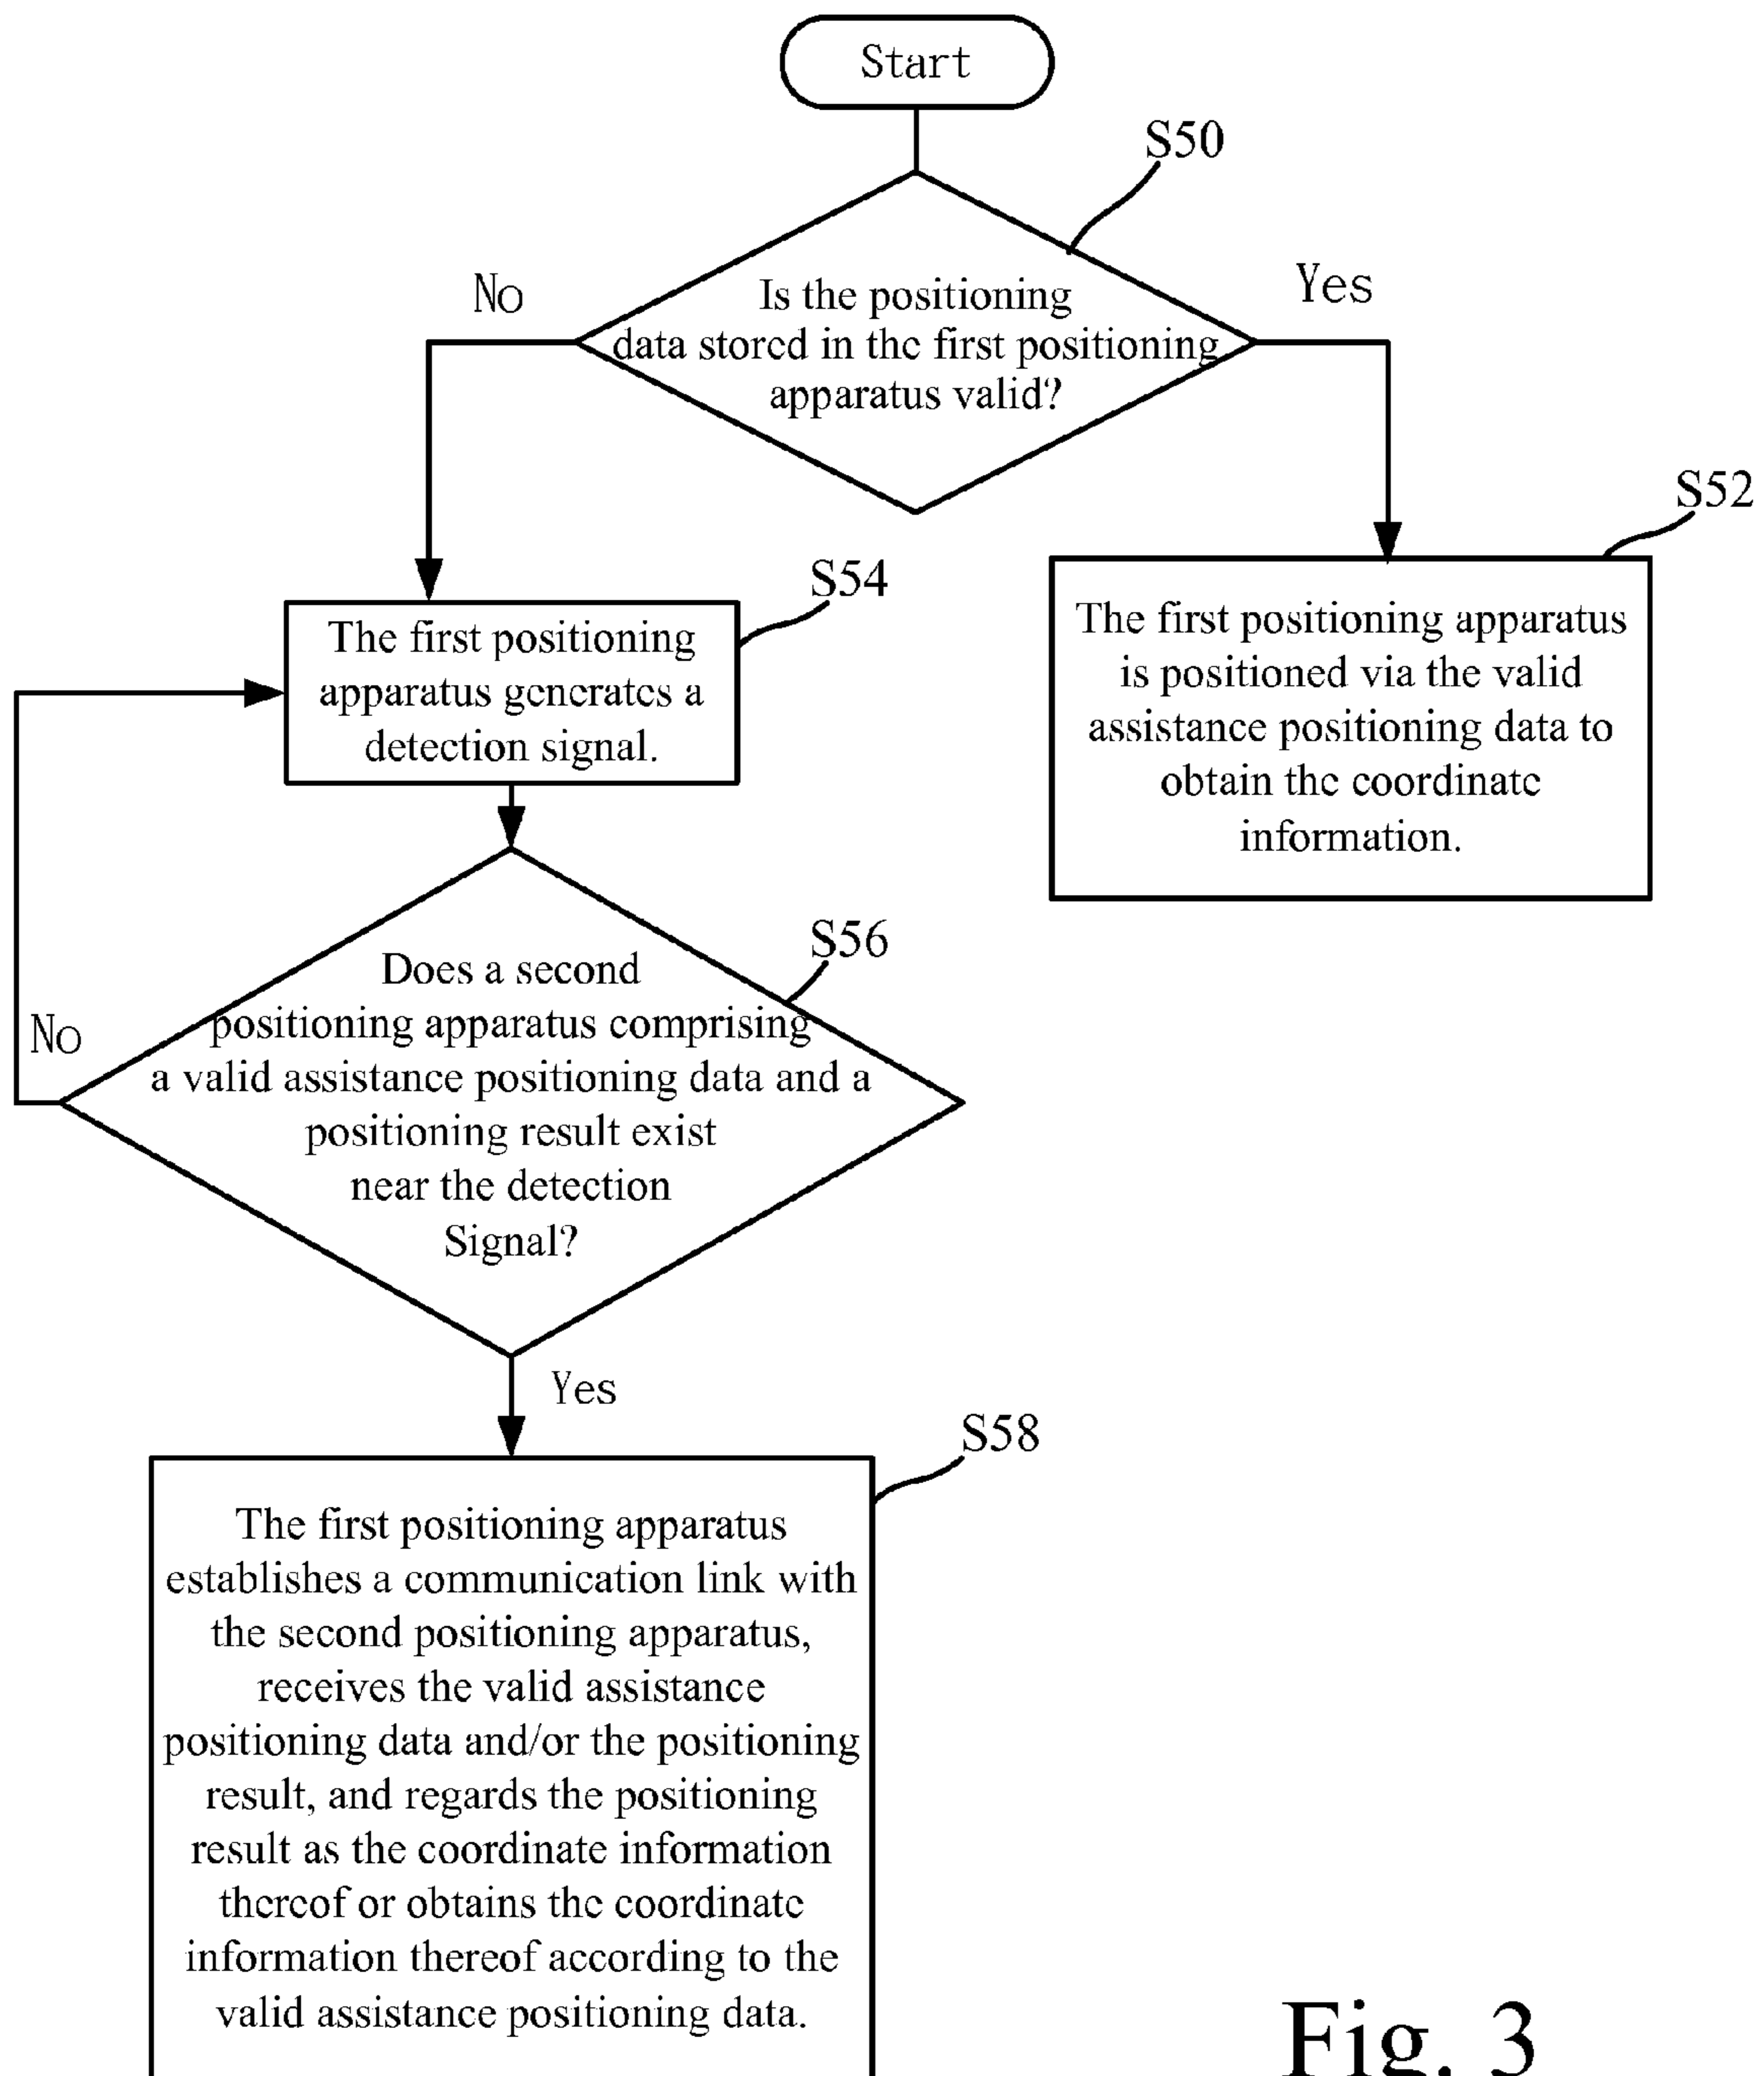 Start
S50
No
Yes
Is the positioning
data stored in the first positioning
apparatus valid?
S52
The first positioning apparatus
is positioned via the valid
assistance positioning data to
obtain the coordinate
information.
S54
The first positioning
apparatus generates a
detection signal.
S56
No
Does a second
positioning apparatus comprising
a valid assistance positioning data and a
positioning result exist
near the detection
Signal?
Yes
S58
The first positioning apparatus
establishes a communication link with
the second positioning apparatus,
receives the valid assistance
positioning data and/or the positioning
result, and regards the positioning
result as the coordinate information
thereof or obtains the coordinate
information thereof according to the
valid assistance positioning data.
Fig. 3